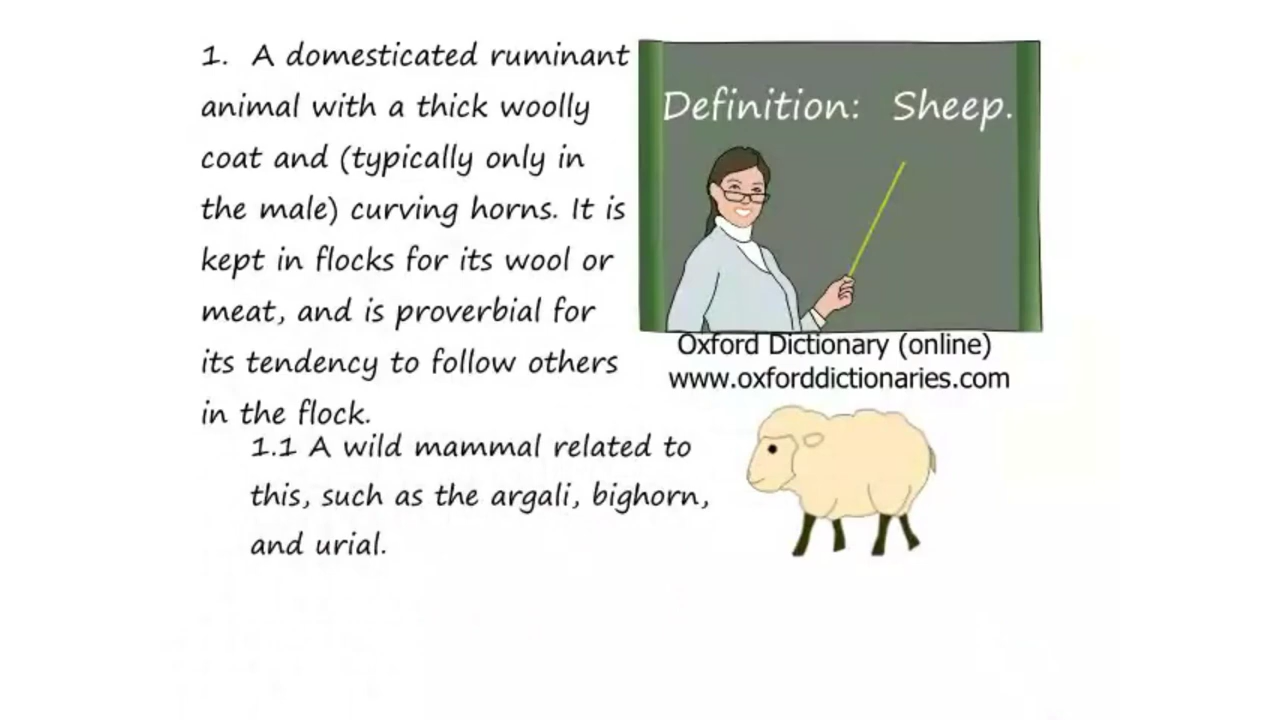 1. A domesticated ruminant
animal with a thick woolly
coat and (typically only in
the male) curving horns. It is
kept in flocks for its wool or
meat, and is proverbial for
its tendency to follow others
in the flock.
1.1 A wild mammal related to
this, such as the argali, bighorn,
and urial.
Definition: Sheep.
Oxford Dictionary (online)
www.oxforddictionaries.com